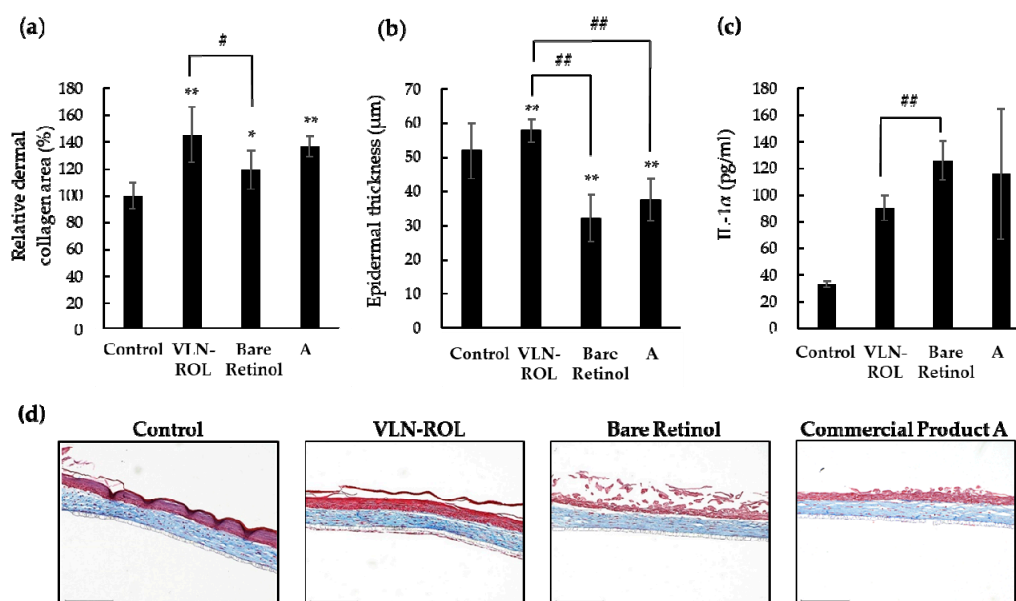 (a)
(b)
(c)
#
##
##
##
Relative dermal
collagen area (%)
180
160
140
120
100
80
60
40
20
0
**
*
**
Control
VLN-
ROL
Bare
Retinol
A
Epidermal thickness (μm)
70
60
50
40
30
20
10
0
**
**
**
Control
VLN-
ROL
Bare
Retinol
A
IL-1α (pg/ml)
180
160
140
120
100
80
60
40
20
0
Control
VLN-
ROL
Bare
Retinol
A
(d)
Control
VLN-ROL
Bare Retinol
Commercial Product A